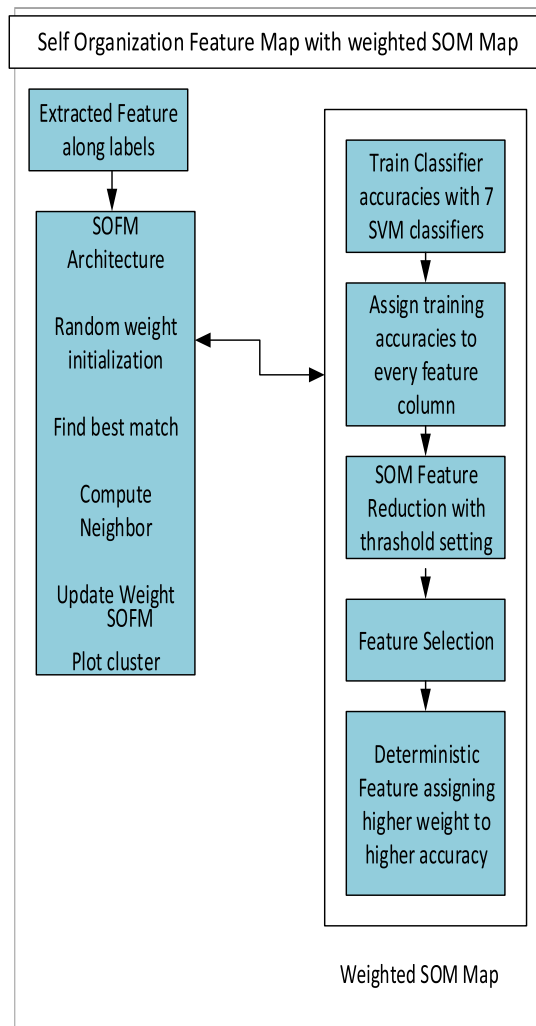 Self Organization Feature Map with weighted SOM Map
Extracted Feature
along labels
SOFM
Architecture
Random weight
initialization
Find best match
Compute
Neighbor
Update Weight
SOFM
Plot cluster
Train Classifier
accuracies with 7
SVM classifiers
Assign training
accuracies to
every feature
column
SOM Feature
Reduction with
thrashold setting
Feature Selection
Deterministic
Feature assigning
higher weight to
higher accuracy
Weighted SOM Map